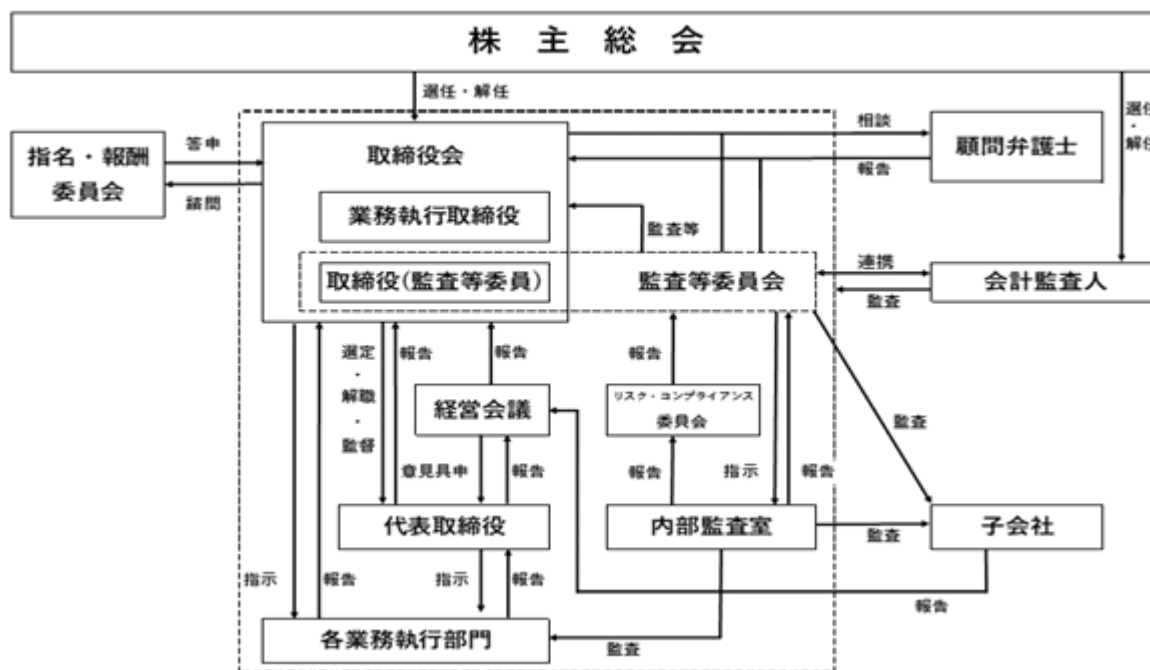 株 主 総 会
選任・解任
選任・解任
指名・報酬
委員会
答申
諮問
取締役会
相談
報告
顧問弁護士
業務執行取締役
監査等
取締役(監査等委員)
監査等委員会
連携
監査
会計監査人
選定・解職・監督
報告
報告
報告
経営会議
リスク・コンプライアンス
委員会
監査
意見具申
報告
報告
指示
報告
代表取締役
内部監査室
監査
子会社
指示
報告
指示
報告
報告
各業務執行部門
監査